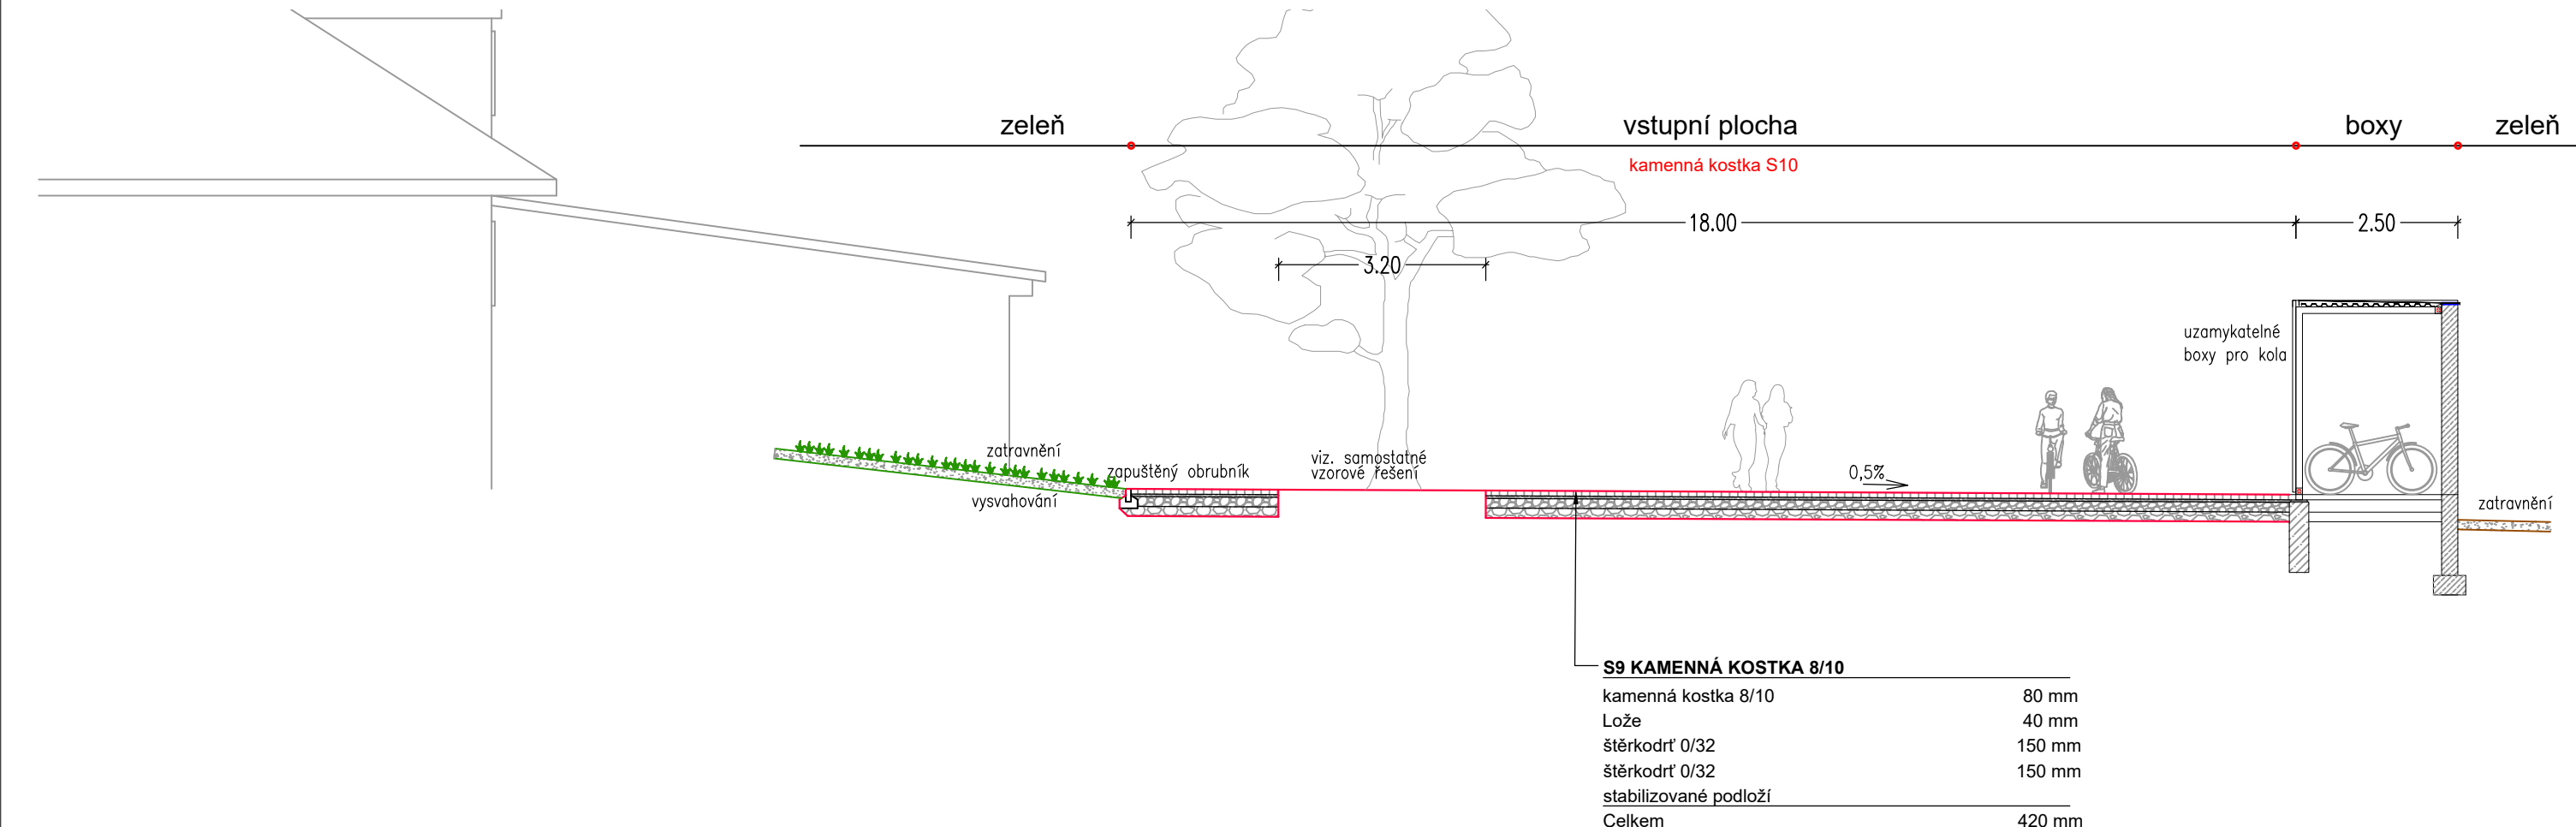 zeleň
vstupní plocha
boxy
zeleň
kamenná kostka S10
18.00
2.50
3.20
uzamykatelné
boxy pro kola
zatravnění
zapuštěný obrubník
viz. samostatné
vzorové řešení
0,5%
vysvahování
zatravnění
S9 KAMENNÁ KOSTKA 8/10
kamenná kostka 8/10 80 mm
Lože 40 mm
štěrkodrť 0/32 150 mm
štěrkodrť 0/32 150 mm
stabilizované podloží
Celkem 420 mm